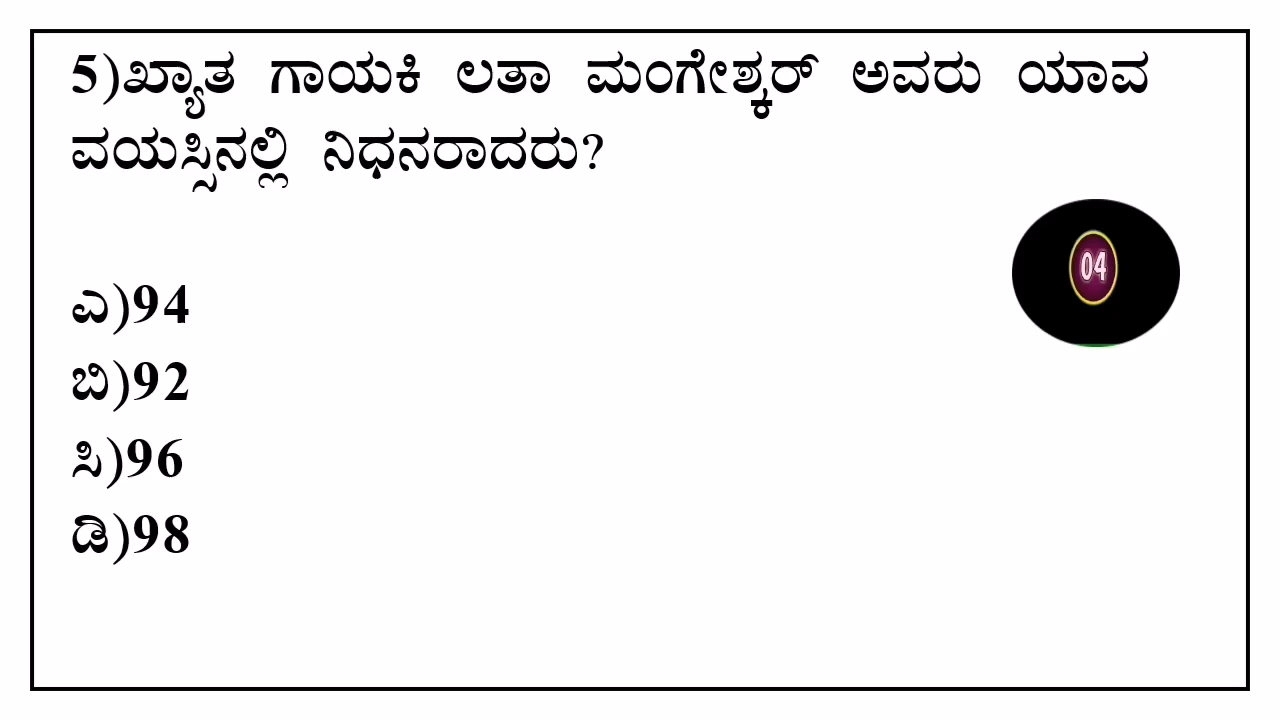 5)ಖ್ಯಾತ ಗಾಯಕಿ ಲತಾ ಮಂಗೇಶ್ಕರ್ ಅವರು ಯಾವ
ವಯಸ್ಸಿನಲ್ಲಿ ನಿಧನರಾದರು?
04
ಎ)94
ಬಿ)92
ಸಿ)96
ಡಿ)98